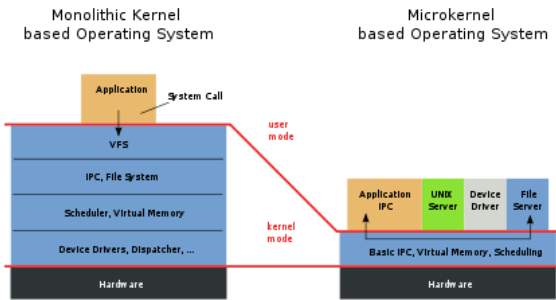 Monolithic Kernel
based Operating System
Microkernel
based Operating System
Application
System Call
user
mode
VFS
IPC, File System
Scheduler, Virtual Memory
kernel
mode
Device Drivers, Dispatcher, ...
Hardware
Application
IPC
UNIX
Server
Device
Driver
File
Server
Basic IPC, Virtual Memory, Scheduling
Hardware